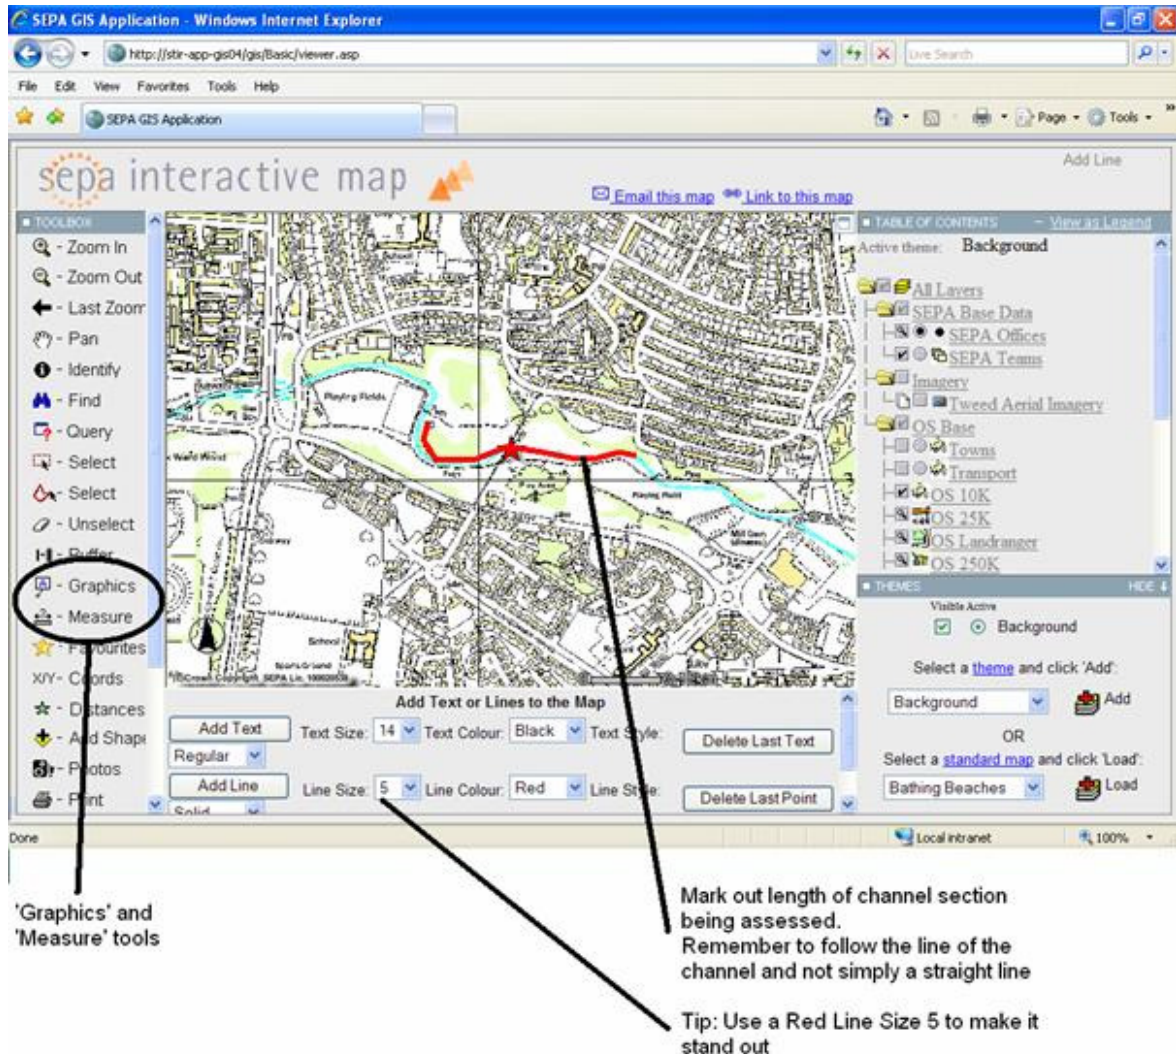 SEPA GIS Application - Windows Internet Explorer
http://stir-app-gis04/gis/Basic/viewer.asp
Live Search
File Edit View Favorites Tools Help
SEPA GIS Application
Page Tools
sepa interactive map
Email this map Link to this map
Add Line
TOOLBOX
- Zoom In
- Zoom Out
- Last Zoom
- Pan
- Identify
- Find
- Query
- Select
- Select
- Unselect
- Buffer
- Graphics
- Measure
- Favourites
X/Y - Coords
- Distances
- Add Shape
- Photos
- Print
School
Playing Fields
Play Area
Playing Field
School
Sports Ground
Add Text or Lines to the Map
Add Text Text Size: 14 Text Colour: Black Text Style:
Regular
Delete Last Text
Add Line Line Size: 5 Line Colour: Red Line Style:
Solid
Delete Last Point
TABLE OF CONTENTS - View as Legend
Active theme: Background
All Layers
SEPA Base Data
SEPA Offices
SEPA Teams
Imagery
Tweed Aerial Imagery
OS Base
Towns
Transport
OS 10K
OS 25K
OS Landranger
OS 250K
THEMES HIDE
Visible Active
Background
Select a theme and click 'Add':
Background Add
OR
Select a standard map and click 'Load':
Bathing Beaches Load
Done
Local intranet 100%
'Graphics' and
'Measure' tools
Mark out length of channel section
being assessed.
Remember to follow the line of the
channel and not simply a straight line
Tip: Use a Red Line Size 5 to make it
stand out